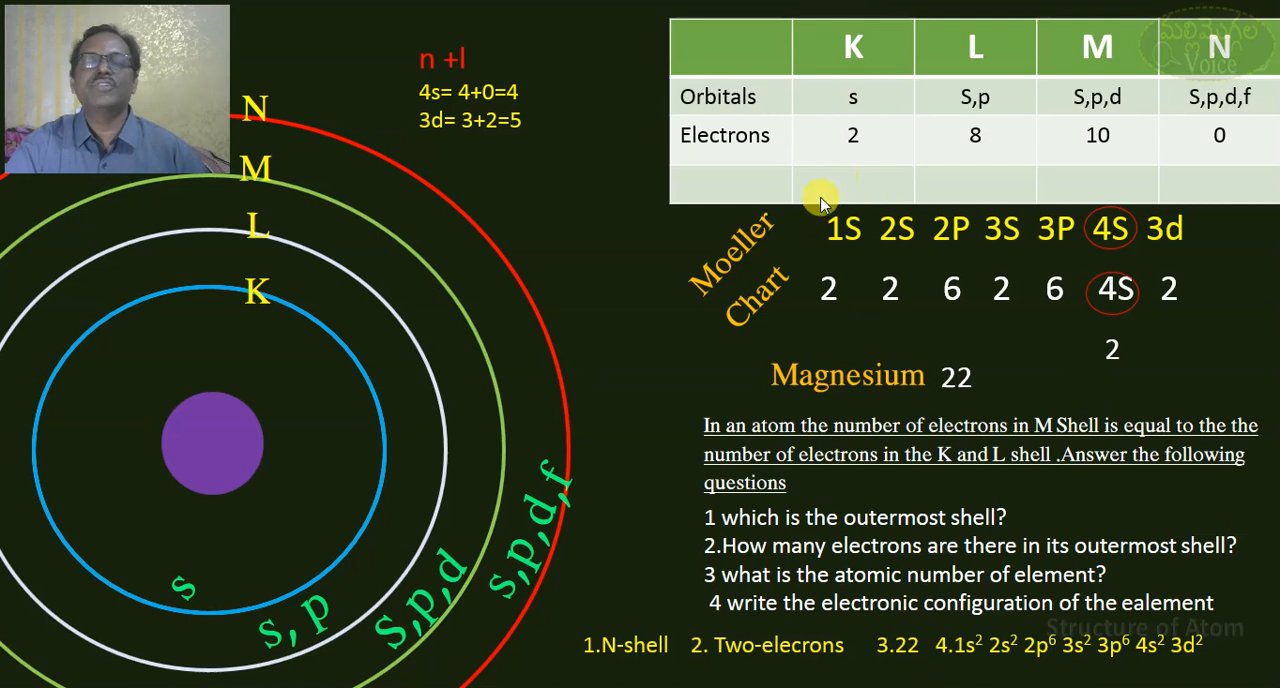 n +l
4s= 4+0=4
3d= 3+2=5
N
M
L
K
s
s, p
S,p,d
s,p,d,f
K L M N
Orbitals s S,p S,p,d S,p,d,f
Electrons 2 8 10 0
Voice
Moeller
Chart
1S 2S 2P 3S 3P 4S 3d
2 2 6 2 6 4S 2
2
Magnesium 22
In an atom the number of electrons in M Shell is equal to the the
number of electrons in the K and L shell .Answer the following
questions
1 which is the outermost shell?
2.How many electrons are there in its outermost shell?
3 what is the atomic number of element?
4 write the electronic configuration of the ealement
Structure of Atom
1.N-shell 2. Two-elecrons 3.22 4.1s² 2s² 2p⁶ 3s² 3p⁶ 4s² 3d²